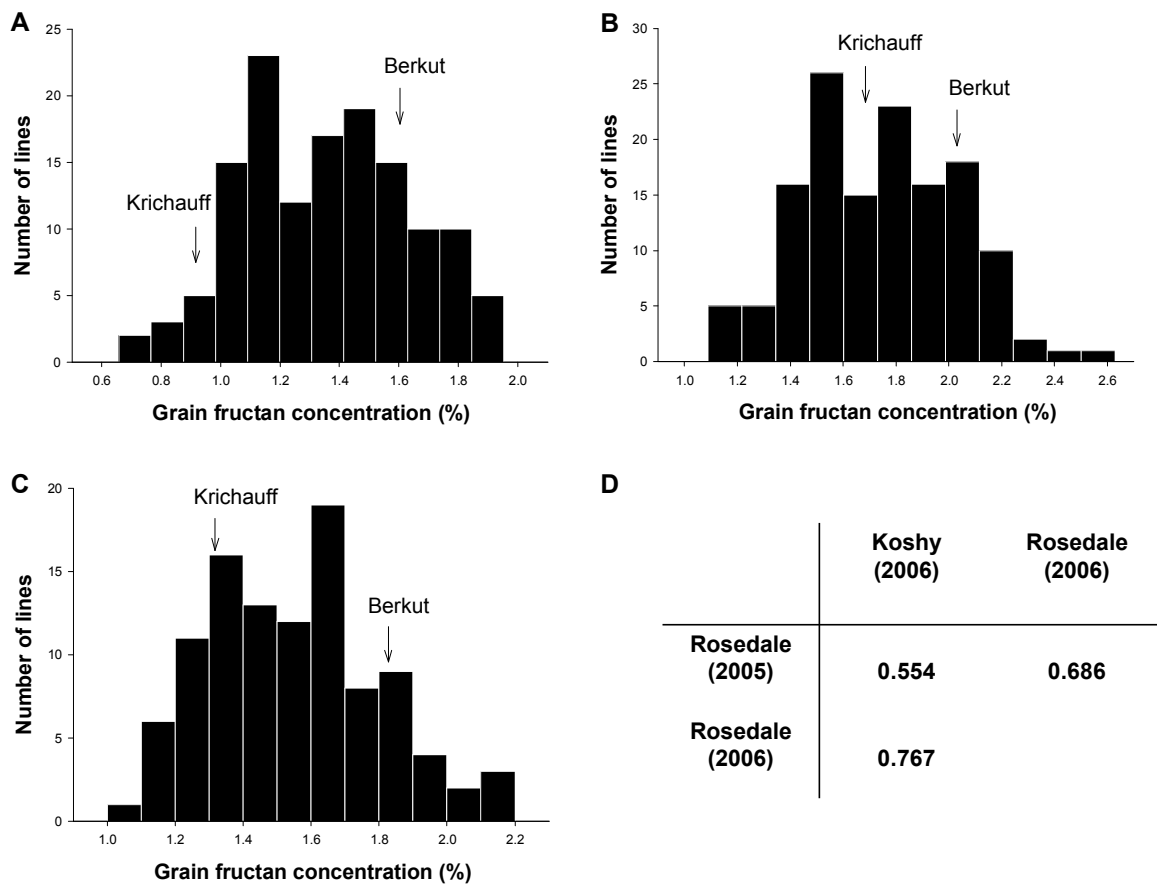 A
Number of lines
25
20
15
10
5
0
Krichauff
Berkut
0.6 0.8 1.0 1.2 1.4 1.6 1.8 2.0
Grain fructan concentration (%)
B
Number of lines
30
25
20
15
10
5
0
Krichauff
Berkut
1.0 1.2 1.4 1.6 1.8 2.0 2.2 2.4 2.6
Grain fructan concentration (%)
C
Number of lines
20
15
10
5
0
Krichauff
Berkut
1.0 1.2 1.4 1.6 1.8 2.0 2.2
Grain fructan concentration (%)
D
Koshy Rosedale
(2006) (2006)
Rosedale
(2005) 0.554 0.686
Rosedale
(2006) 0.767